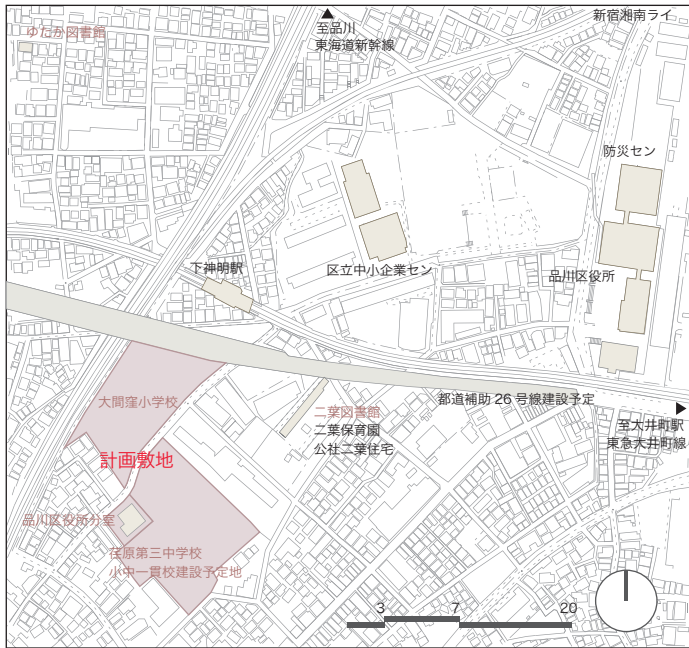 ゆたか図書館
至品川
東海道新幹線
新宿湘南ライ
防災セン
下神明駅
区立中小企業セン
品川区役所
大間窪小学校
二葉図書館
二葉保育園
公社二葉住宅
都道補助26号線建設予定
至大井町駅
東急大井町線
計画敷地
品川区役所分室
荏原第三中学校
小中一貫校建設予定地
3 7 20